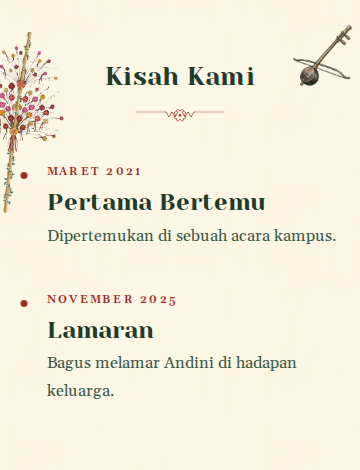 Kisah Kami
MARET 2021
Pertama Bertemu
Dipertemukan di sebuah acara kampus.
NOVEMBER 2025
Lamaran
Bagus melamar Andini di hadapan
keluarga.